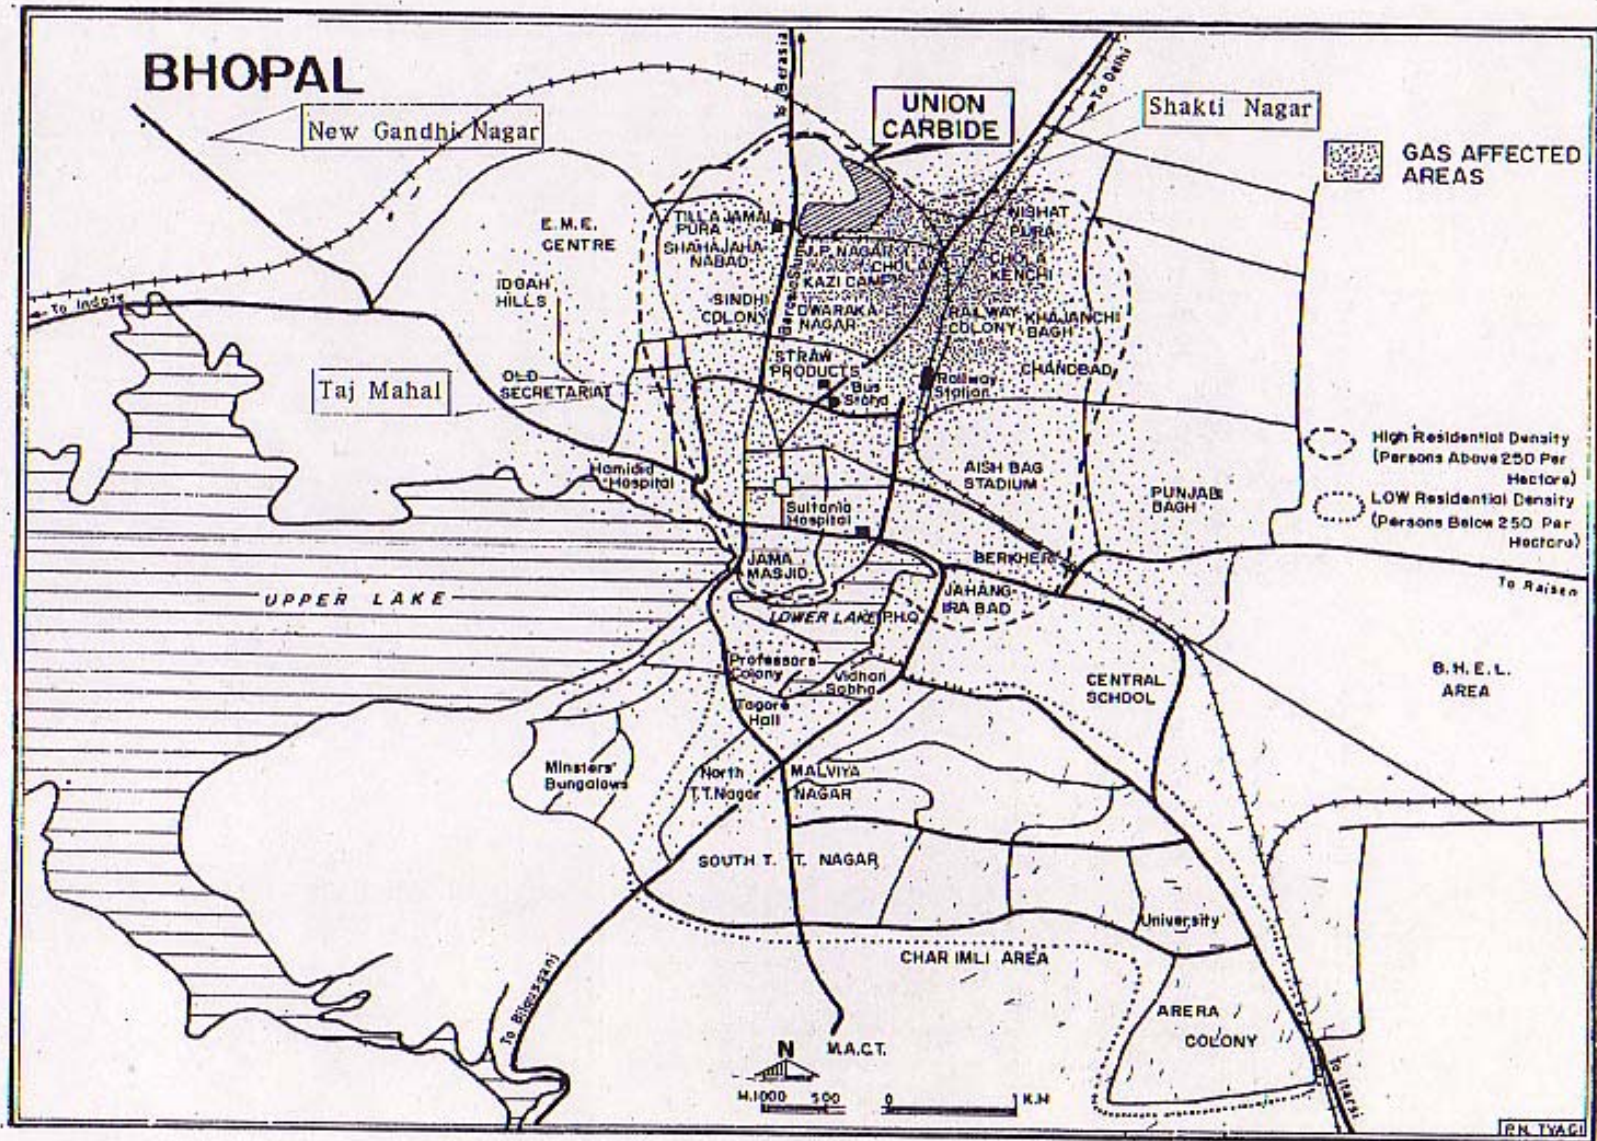 BHOPAL
New Gandhi Nagar
To Berasia
UNION
CARBIDE
To Delhi
Shakti Nagar
GAS AFFECTED
AREAS
E.M.E.
CENTRE
TILLAJAMAL
PURA
SHAHAJAHA
NABAD
NISHAT
PURA
J.P. NAGAR
CHOLA
KAZI CAMP
CHOLA
KENCHI
IDGAH
HILLS
To Indore
SINDHI
COLONY
DWARAKA
NAGAR
RAILWAY
COLONY
KHAJANCHI
BAGH
STRAW
PRODUCTS
CHANDBAD
Taj Mahal
OLD
SECRETARIAT
Bus
Stand
Railway
Station
High Residential Density
(Persons Above 250 Per
Hectare)
LOW Residential Density
(Persons Below 250 Per
Hectare)
Hamidia
Hospital
AISH BAG
STADIUM
PUNJABI
BAGH
Sultania
Hospital
JAMA
MASJID
BERKHERI
To Raisen
UPPER LAKE
JAHANG-
IRA BAD
LOWER LAKE
P.H.Q.
Professors
Colony
Vidhan
Sabha
Tagore
Hall
CENTRAL
SCHOOL
B.H.E.L.
AREA
Minsters'
Bungalows
North
T.T.Nagar
MALVIYA
NAGAR
SOUTH T. T. NAGAR
University
CHAR IMLI AREA
ARERA
COLONY
To Bilqisganj
N
M.A.C.T.
M.1000 500 0 1 K.M
To Itarsi
P.N. TYAGI